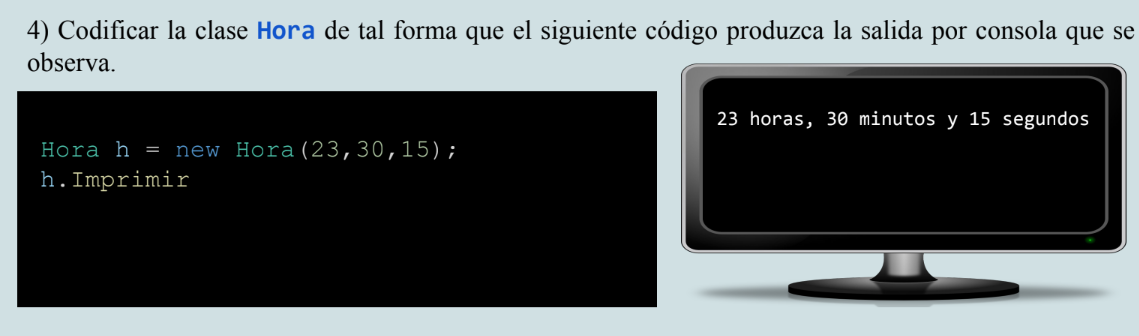 4) Codificar la clase Hora de tal forma que el siguiente código produzca la salida por consola que se
observa.
Hora h = new Hora(23,30,15);
h.Imprimir
23 horas, 30 minutos y 15 segundos